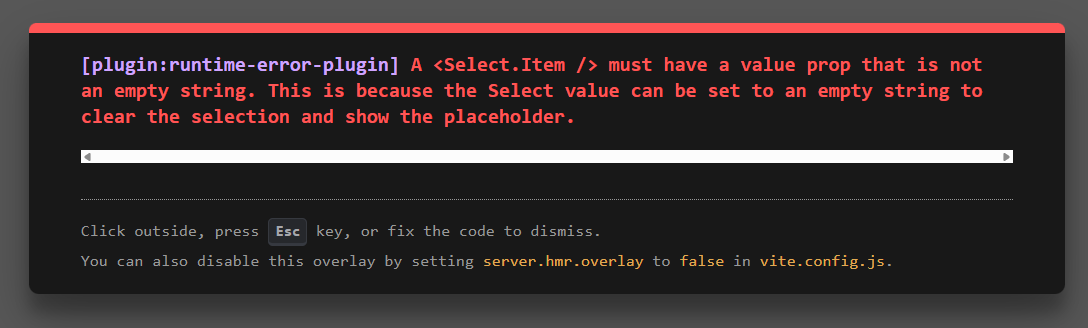 [plugin:runtime-error-plugin] A <Select.Item /> must have a value prop that is not
an empty string. This is because the Select value can be set to an empty string to
clear the selection and show the placeholder.
Click outside, press Esc key, or fix the code to dismiss.
You can also disable this overlay by setting server.hmr.overlay to false in vite.config.js.